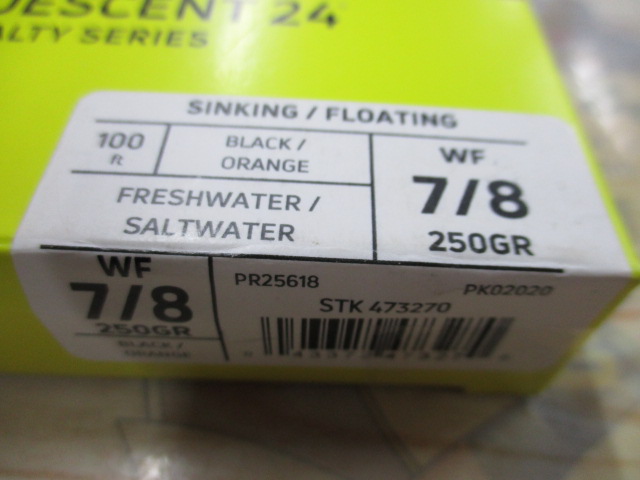 DESCENT 24
ALTY SERIES
SINKING / FLOATING
100 ft
BLACK /
ORANGE
WF
7/8
250GR
FRESHWATER /
SALTWATER
WF
7/8
250GR
BLACK /
ORANGE
PR25618
PK02020
STK 473270